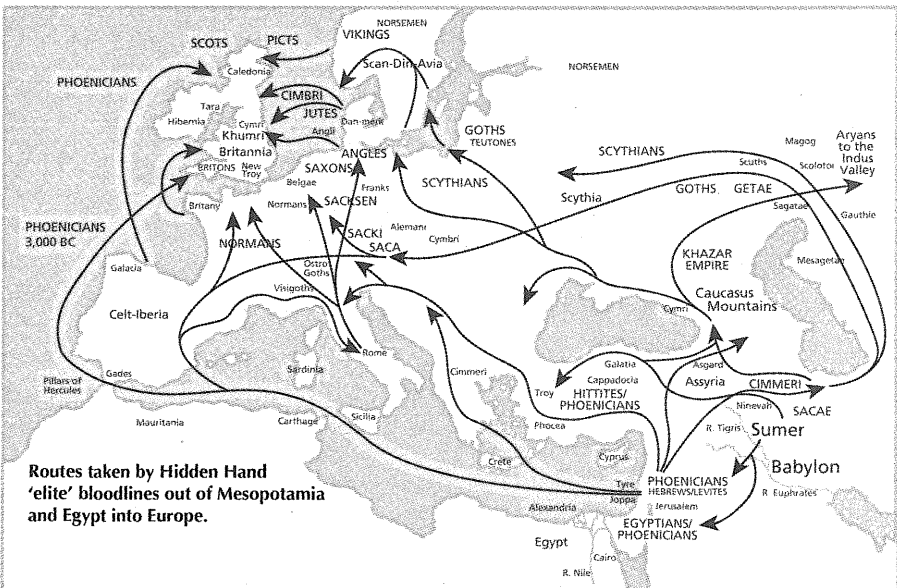 NORSEMEN
VIKINGS
SCOTS
PICTS
Scan-Din-Avia
NORSEMEN
Caledonia
PHOENICIANS
CIMBRI
Tara
JUTES
Dan-merk
Hibernia
Cymri
Khumri
Angli
GOTHS
TEUTONES
Magog
Aryans
to the
Indus
Valley
Britannia
ANGLES
SCYTHIANS
Scuths
Scolotoi
BRITONS
New
Troy
SAXONS
Belgae
Franks
SCYTHIANS
Scythia
GOTHS
GETAE
Sagatae
Normans
SACKSEN
Britany
Alemani
Gauthie
PHOENICIANS
3,000 BC
SACKI
Cymbri
NORMANS
SACA
KHAZAR
EMPIRE
Messagetae
Galacia
Ostro-
Goths
Visigoths
Caucasus
Mountains
Celt-Iberia
Cymri
Rome
Asgard
Galatia
Sardinia
Cimmeri
Cappadocia
Assyria
CIMMERI
Pillars of
Hercules
Gades
Troy
HITTITES/
PHOENICIANS
Ninevah
SACAE
Mauritania
Carthage
Sicilia
Phocea
R. Tigris
Sumer
Crete
Cyprus
Babylon
Routes taken by Hidden Hand
'elite' bloodlines out of Mesopotamia
and Egypt into Europe.
Tyre
Joppa
PHOENICIANS
HEBREWS/LEVITES
R Euphrates
Alexandria
Jerusalem
EGYPTIANS/
PHOENICIANS
Egypt
Cairo
R. Nile